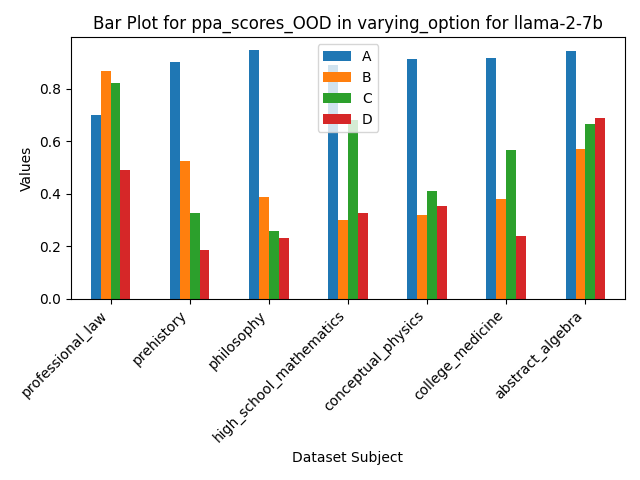 Bar Plot for ppa_scores_OOD in varying_option for llama-2-7b
A
B
C
D
Values
0.8
0.6
0.4
0.2
0.0
professional_law
prehistory
philosophy
high_school_mathematics
conceptual_physics
college_medicine
abstract_algebra
Dataset Subject